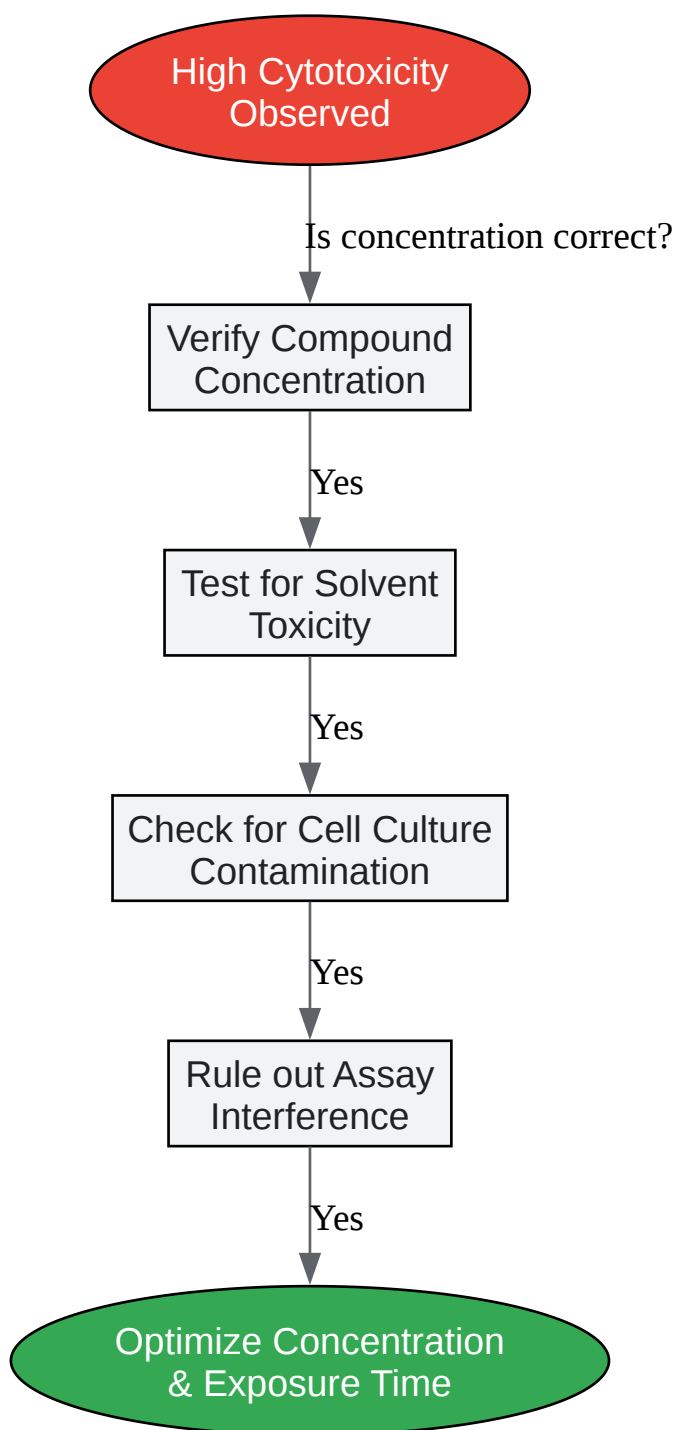 High Cytotoxicity
Observed
Is concentration correct?
Verify Compound
Concentration
Yes
Test for Solvent
Toxicity
Yes
Check for Cell Culture
Contamination
Yes
Rule out Assay
Interference
Yes
Optimize Concentration
& Exposure Time